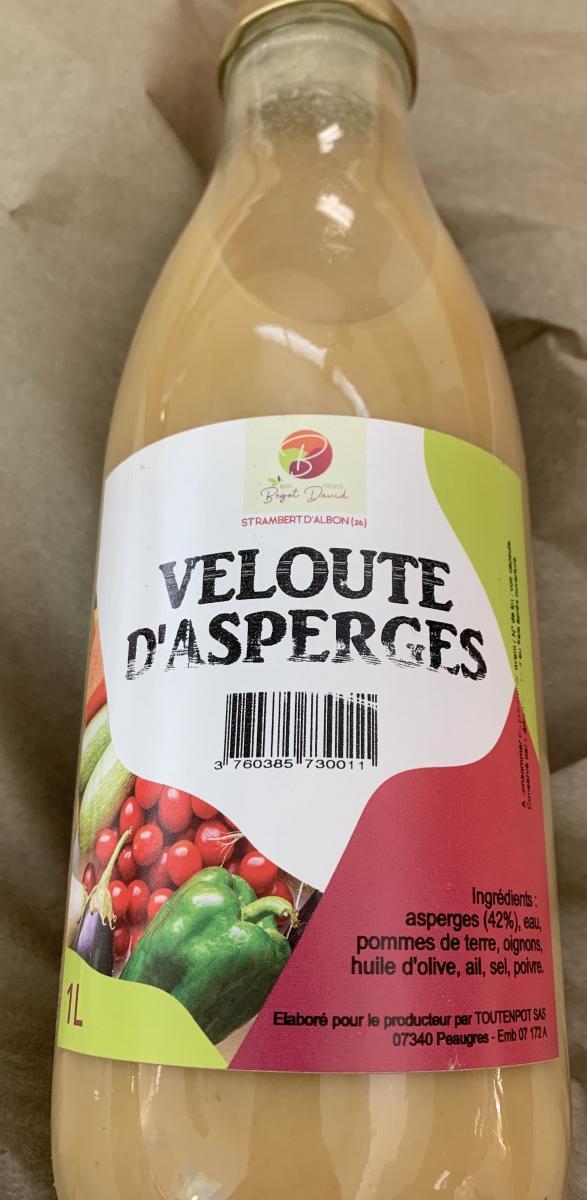 B
Begot David
FRUITS
ST RAMBERT D'ALBON (26)
VELOUTE
D'ASPERGES
3 760385 730011
Ingrédients :
asperges (42%), eau,
pommes de terre, oignons,
huile d'olive, ail, sel, poivre.
1L
Elaboré pour le producteur par TOUTENPOT SAS
07340 Peaugres - Emb 07 172 A